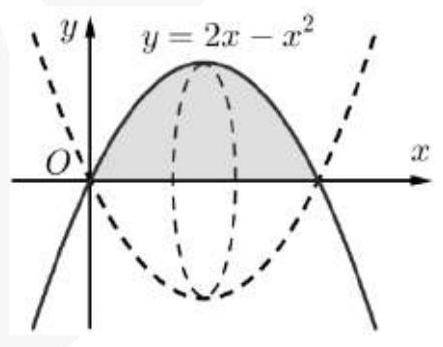 y
y = 2x − x²
O
x